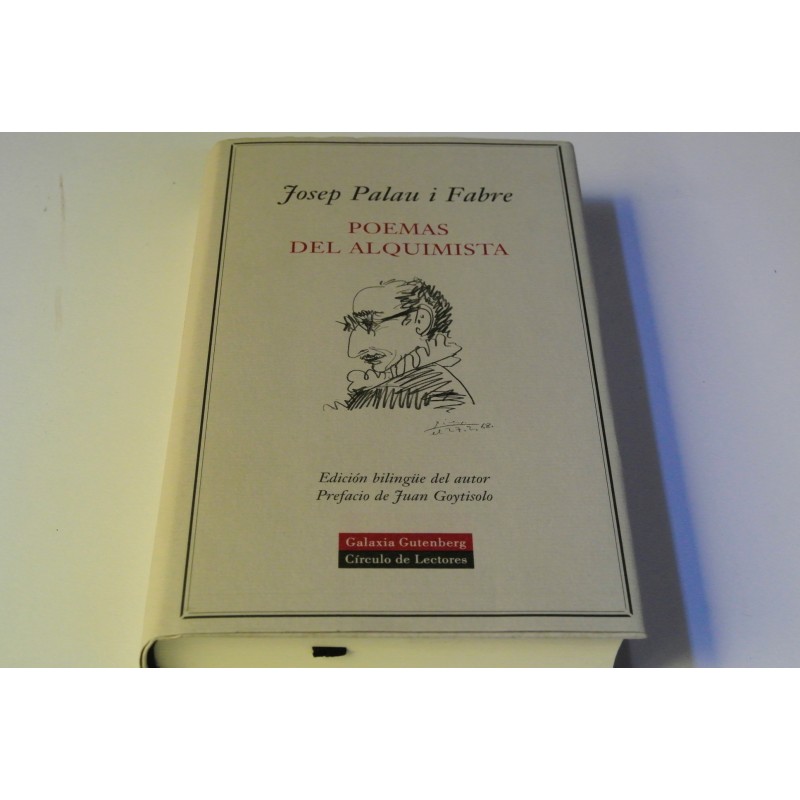 Josep Palau i Fabre
POEMAS
DEL ALQUIMISTA
Edición bilingüe del autor
Prefacio de Juan Goytisolo
Galaxia Gutenberg
Círculo de Lectores